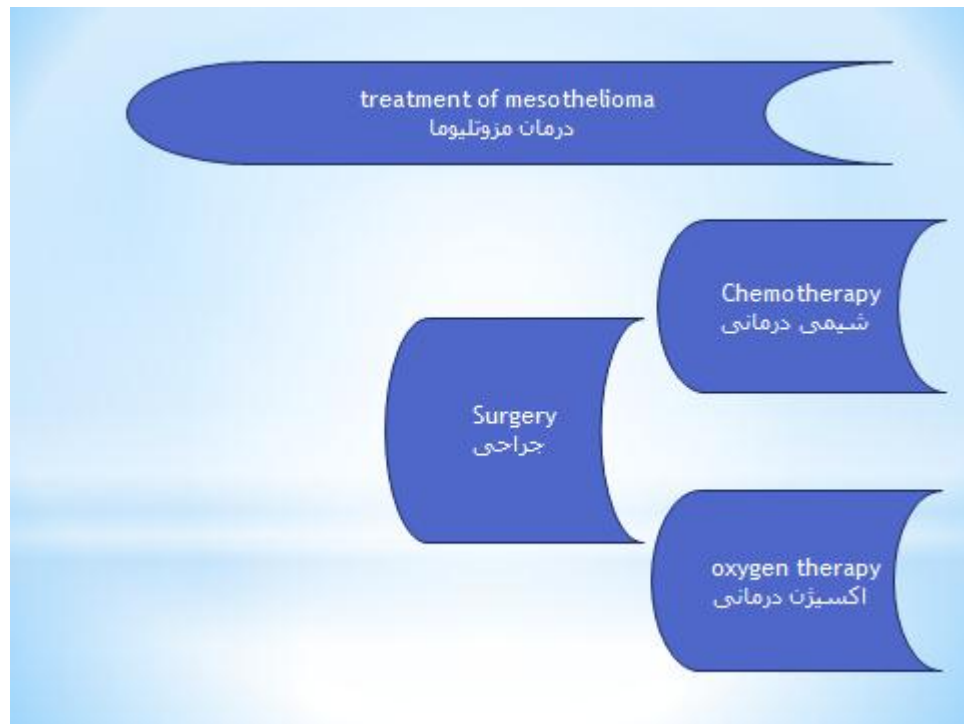 treatment of mesothelioma
درمان مزوتلیوما
Chemotherapy
شیمی درمانی
Surgery
جراحی
oxygen therapy
اکسیژن درمانی